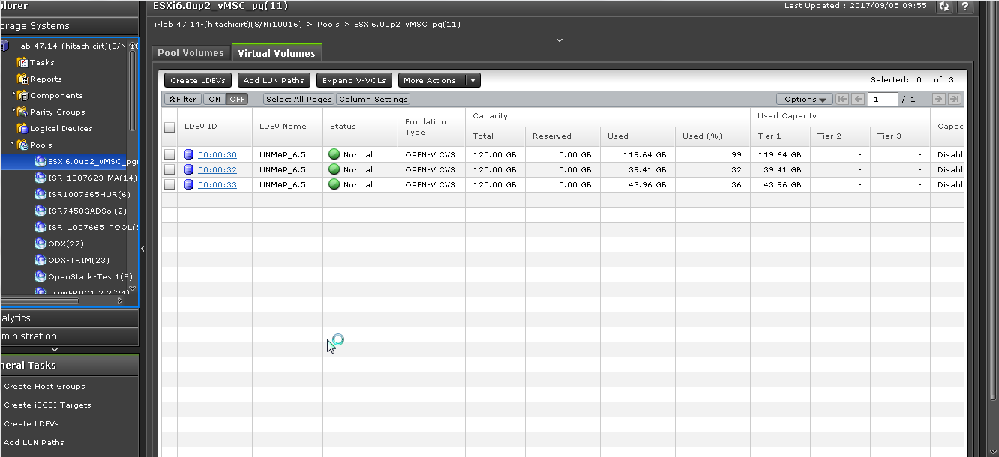 plorer
orage Systems
i-lab 47.14-(hitachicirt)(S/N:10
Tasks
Reports
Components
Parity Groups
Logical Devices
Pools
ESXi6.0up2_vMSC_pg(
ISR-1007623-MA(14)
ISR1007665HUR(6)
ISR7450GADSol(2)
ISR_1007665_POOL(5
ODX(22)
ODX-TRIM(23)
OpenStack-Test1(8)
POWERVC1.2.3(24)
alytics
ministration
neral Tasks
Create Host Groups
Create iSCSI Targets
Create LDEVs
Add LUN Paths
ESXi6.0up2_vMSC_pg(11)
Last Updated : 2017/09/05 09:55
?
i-lab 47.14-(hitachicirt)(S/N:10016) > Pools > ESXi6.0up2_vMSC_pg(11)
Pool Volumes Virtual Volumes
Create LDEVs Add LUN Paths Expand V-VOLs More Actions Selected: 0 of 3
Filter ON OFF Select All Pages Column Settings Options 1 / 1
LDEV ID LDEV Name Status Emulation Type Capacity Used Capacity Capac
Total Reserved Used Used (%) Tier 1 Tier 2 Tier 3
00:00:30 UNMAP_6.5 Normal OPEN-V CVS 120.00 GB 0.00 GB 119.64 GB 99 119.64 GB - - Disabl
00:00:32 UNMAP_6.5 Normal OPEN-V CVS 120.00 GB 0.00 GB 39.41 GB 32 39.41 GB - - Disabl
00:00:33 UNMAP_6.5 Normal OPEN-V CVS 120.00 GB 0.00 GB 43.96 GB 36 43.96 GB - - Disabl